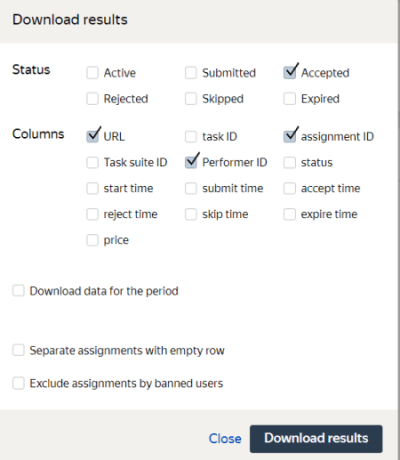 Download results
Status Active Submitted Accepted
Rejected Skipped Expired
Columns URL task ID assignment ID
Task suite ID Performer ID status
start time submit time accept time
reject time skip time expire time
price
Download data for the period
Separate assignments with empty row
Exclude assignments by banned users
Close Download results